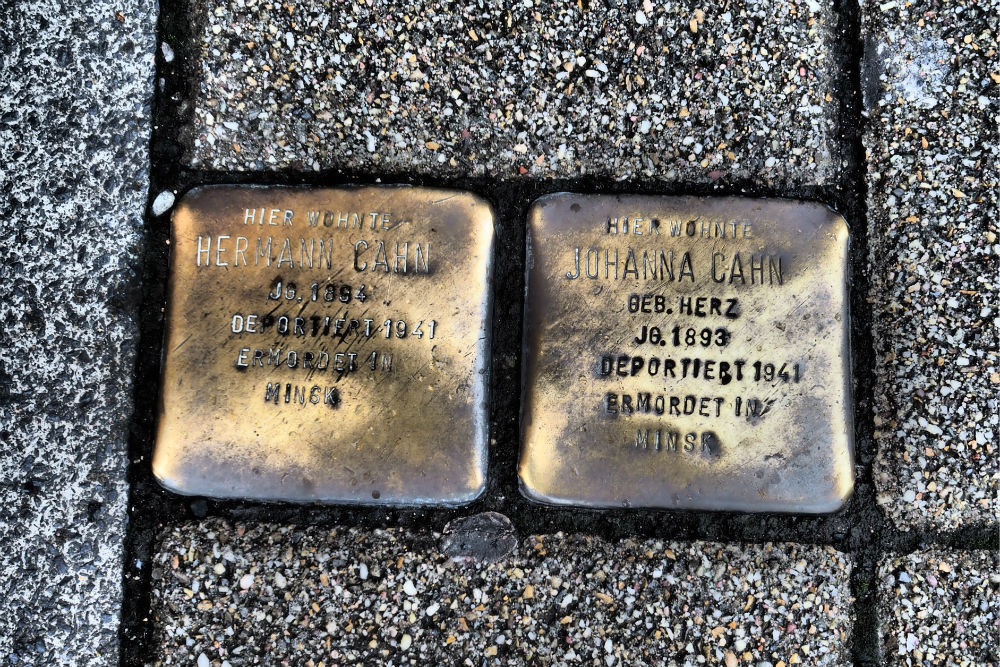 HIER WOHNTE
HERMANN CAHN
JG. 1894
DEPORTIERT 1941
ERMORDET IN
MINSK
HIER WOHNTE
JOHANNA CAHN
GEB. HERZ
JG. 1893
DEPORTIERT 1941
ERMORDET IN
MINSK